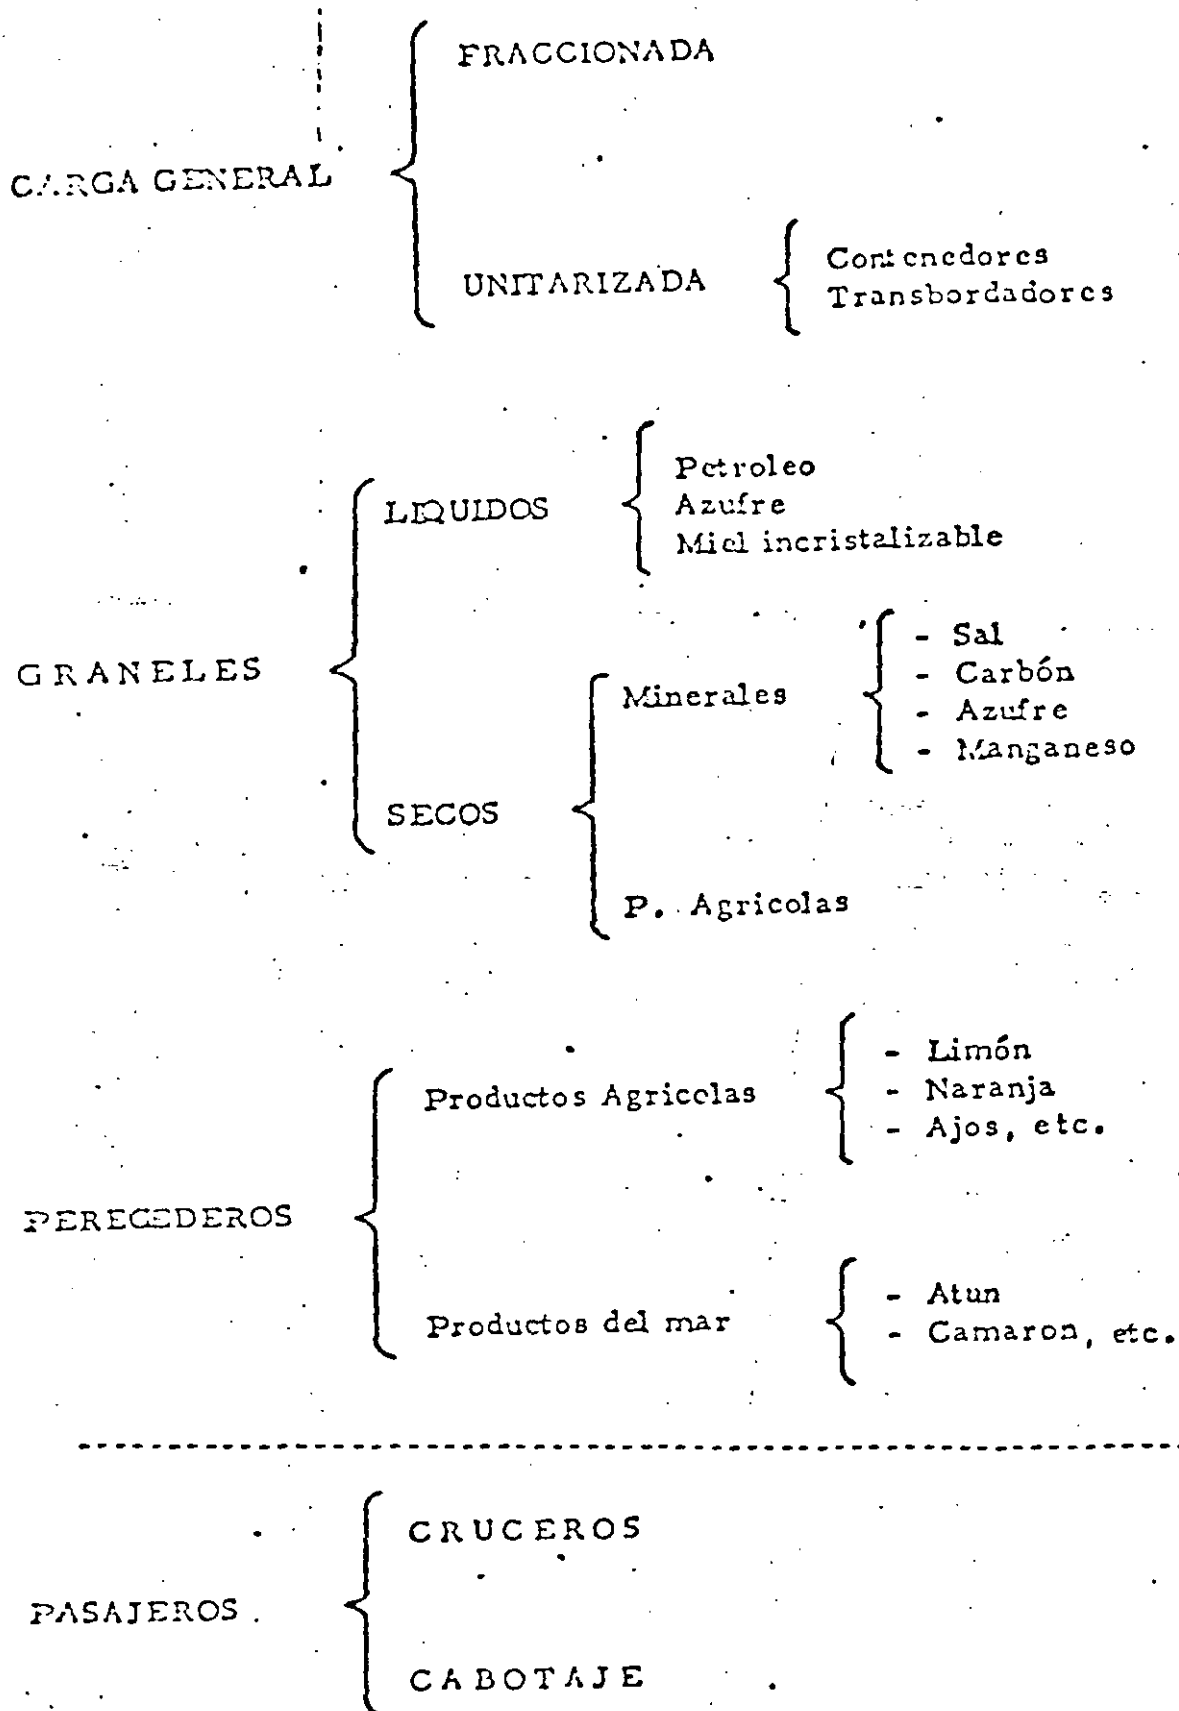 FRACCIONADA
CARGA GENERAL
UNITARIZADA
Contenedores
Transbordadores
LIQUIDOS
Petroleo
Azufre
Miel incristalizable
GRANELES
SECOS
Minerales
- Sal
- Carbón
- Azufre
- Manganeso
P. Agricolas
PERECEDEROS
Productos Agricolas
- Limón
- Naranja
- Ajos, etc.
Productos del mar
- Atun
- Camaron, etc.
PASAJEROS
CRUCEROS
CABOTAJE